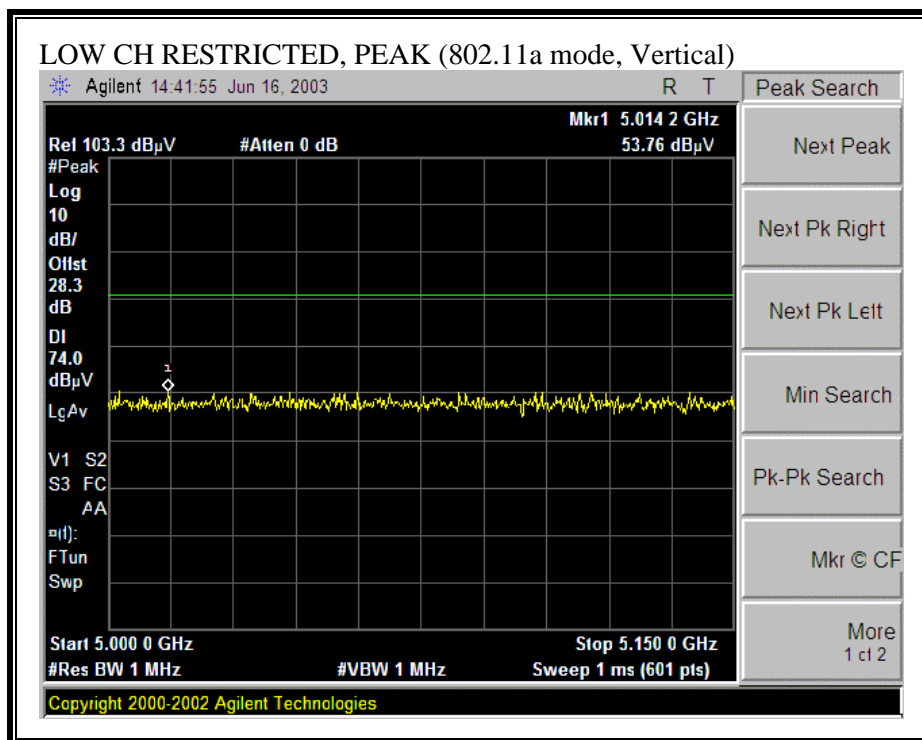 LOW CH RESTRICTED, PEAK (802.11a mode, Vertical)
Agilent 14:41:55 Jun 16, 2003 R T
Peak Search
Mkr1 5.014 2 GHz
Ref 103.3 dBµV #Atten 0 dB 53.76 dBµV
#Peak
Log
10
dB/
Offst
28.3
dB
DI
74.0
dBµV
LgAv
1
V1 S2
S3 FC
AA
¤(f):
FTun
Swp
Start 5.000 0 GHz Stop 5.150 0 GHz
#Res BW 1 MHz #VBW 1 MHz Sweep 1 ms (601 pts)
Copyright 2000-2002 Agilent Technologies
Next Peak
Next Pk Right
Next Pk Left
Min Search
Pk-Pk Search
Mkr © CF
More
1 of 2